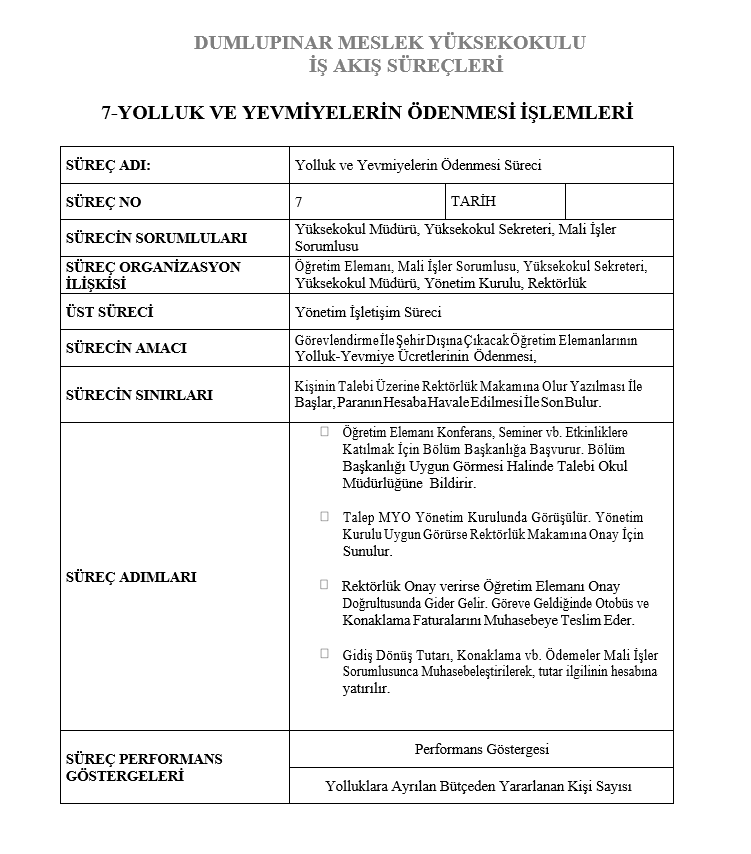 DUMLUPINAR MESLEK YÜKSEKOKULU
İŞ AKIŞ SÜREÇLERİ
7-YOLLUK VE YEVMİYELERİN ÖDENMESİ İŞLEMLERİ
SÜREÇ ADI: Yolluk ve Yevmiyelerin Ödenmesi Süreci
SÜREÇ NO 7 TARİH
SÜRECİN SORUMLULARI
Yüksekokul Müdürü, Yüksekokul Sekreteri, Mali İşler
Sorumlusu
SÜREÇ ORGANİZASYON
İLİŞKİSİ
Öğretim Elemanı, Mali İşler Sorumlusu, Yüksekokul Sekreteri,
Yüksekokul Müdürü, Yönetim Kurulu, Rektörlük
ÜST SÜRECİ Yönetim İşletişim Süreci
SÜRECİN AMACI
Görevlendirme İle Şehir Dışına Çıkacak Öğretim Elemanlarının
Yolluk-Yevmiye Ücretlerinin Ödenmesi,
SÜRECİN SINIRLARI
Kişinin Talebi Üzerine Rektörlük Makamına Olur Yazılması İle
Başlar, Paranın Hesaba Havale Edilmesi İle Son Bulur.
SÜREÇ ADIMLARI
Öğretim Elemanı Konferans, Seminer vb. Etkinliklere
Katılmak İçin Bölüm Başkanlığa Başvurur. Bölüm
Başkanlığı Uygun Görmesi Halinde Talebi Okul
Müdürlüğüne Bildirir.
Talep MYO Yönetim Kurulunda Görüşülür. Yönetim
Kurulu Uygun Görürse Rektörlük Makamına Onay İçin
Sunulur.
Rektörlük Onay verirse Öğretim Elemanı Onay
Doğrultusunda Gider Gelir. Göreve Geldiğinde Otobüs ve
Konaklama Faturalarını Muhasebeye Teslim Eder.
Gidiş Dönüş Tutarı, Konaklama vb. Ödemeler Mali İşler
Sorumlusunca Muhasebeleştirilerek, tutar ilgilinin hesabına
yatırılır.
SÜREÇ PERFORMANS
GÖSTERGELERİ
Performans Göstergesi
Yolluklara Ayrılan Bütçeden Yararlanan Kişi Sayısı